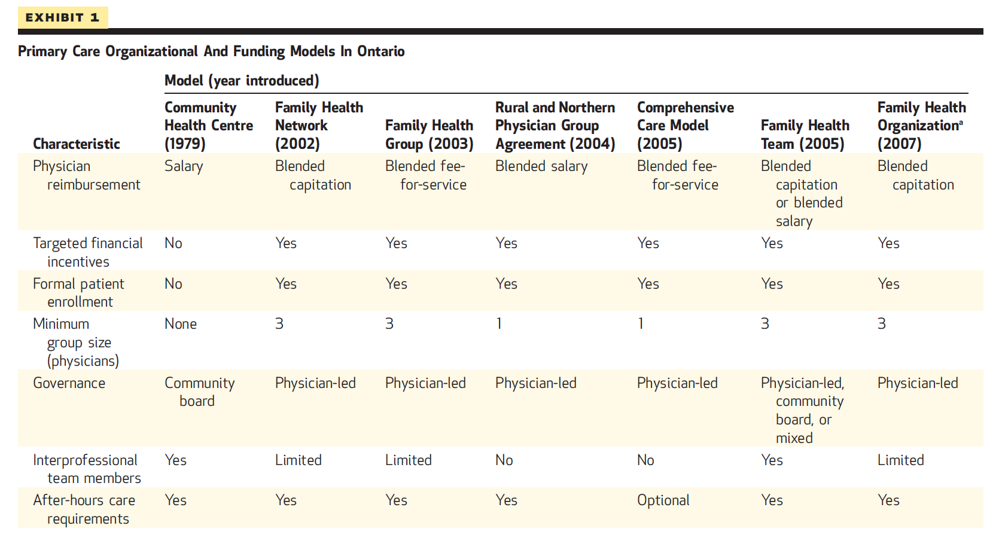 EXHIBIT 1
Primary Care Organizational And Funding Models In Ontario
Model (year introduced)
Characteristic
Community
Health Centre
(1979)
Family Health
Network
(2002)
Family Health
Group (2003)
Rural and Northern
Physician Group
Agreement (2004)
Comprehensive
Care Model
(2005)
Family Health
Team (2005)
Family Health
Organizationᵃ
(2007)
Physician
reimbursement
Salary
Blended
capitation
Blended fee-
for-service
Blended salary
Blended fee-
for-service
Blended
capitation
or blended
salary
Blended
capitation
Targeted financial
incentives
No
Yes
Yes
Yes
Yes
Yes
Yes
Formal patient
enrollment
No
Yes
Yes
Yes
Yes
Yes
Yes
Minimum
group size
(physicians)
None
3
3
1
1
3
3
Governance
Community
board
Physician-led
Physician-led
Physician-led
Physician-led
Physician-led,
community
board, or
mixed
Physician-led
Interprofessional
team members
Yes
Limited
Limited
No
No
Yes
Limited
After-hours care
requirements
Yes
Yes
Yes
Yes
Optional
Yes
Yes